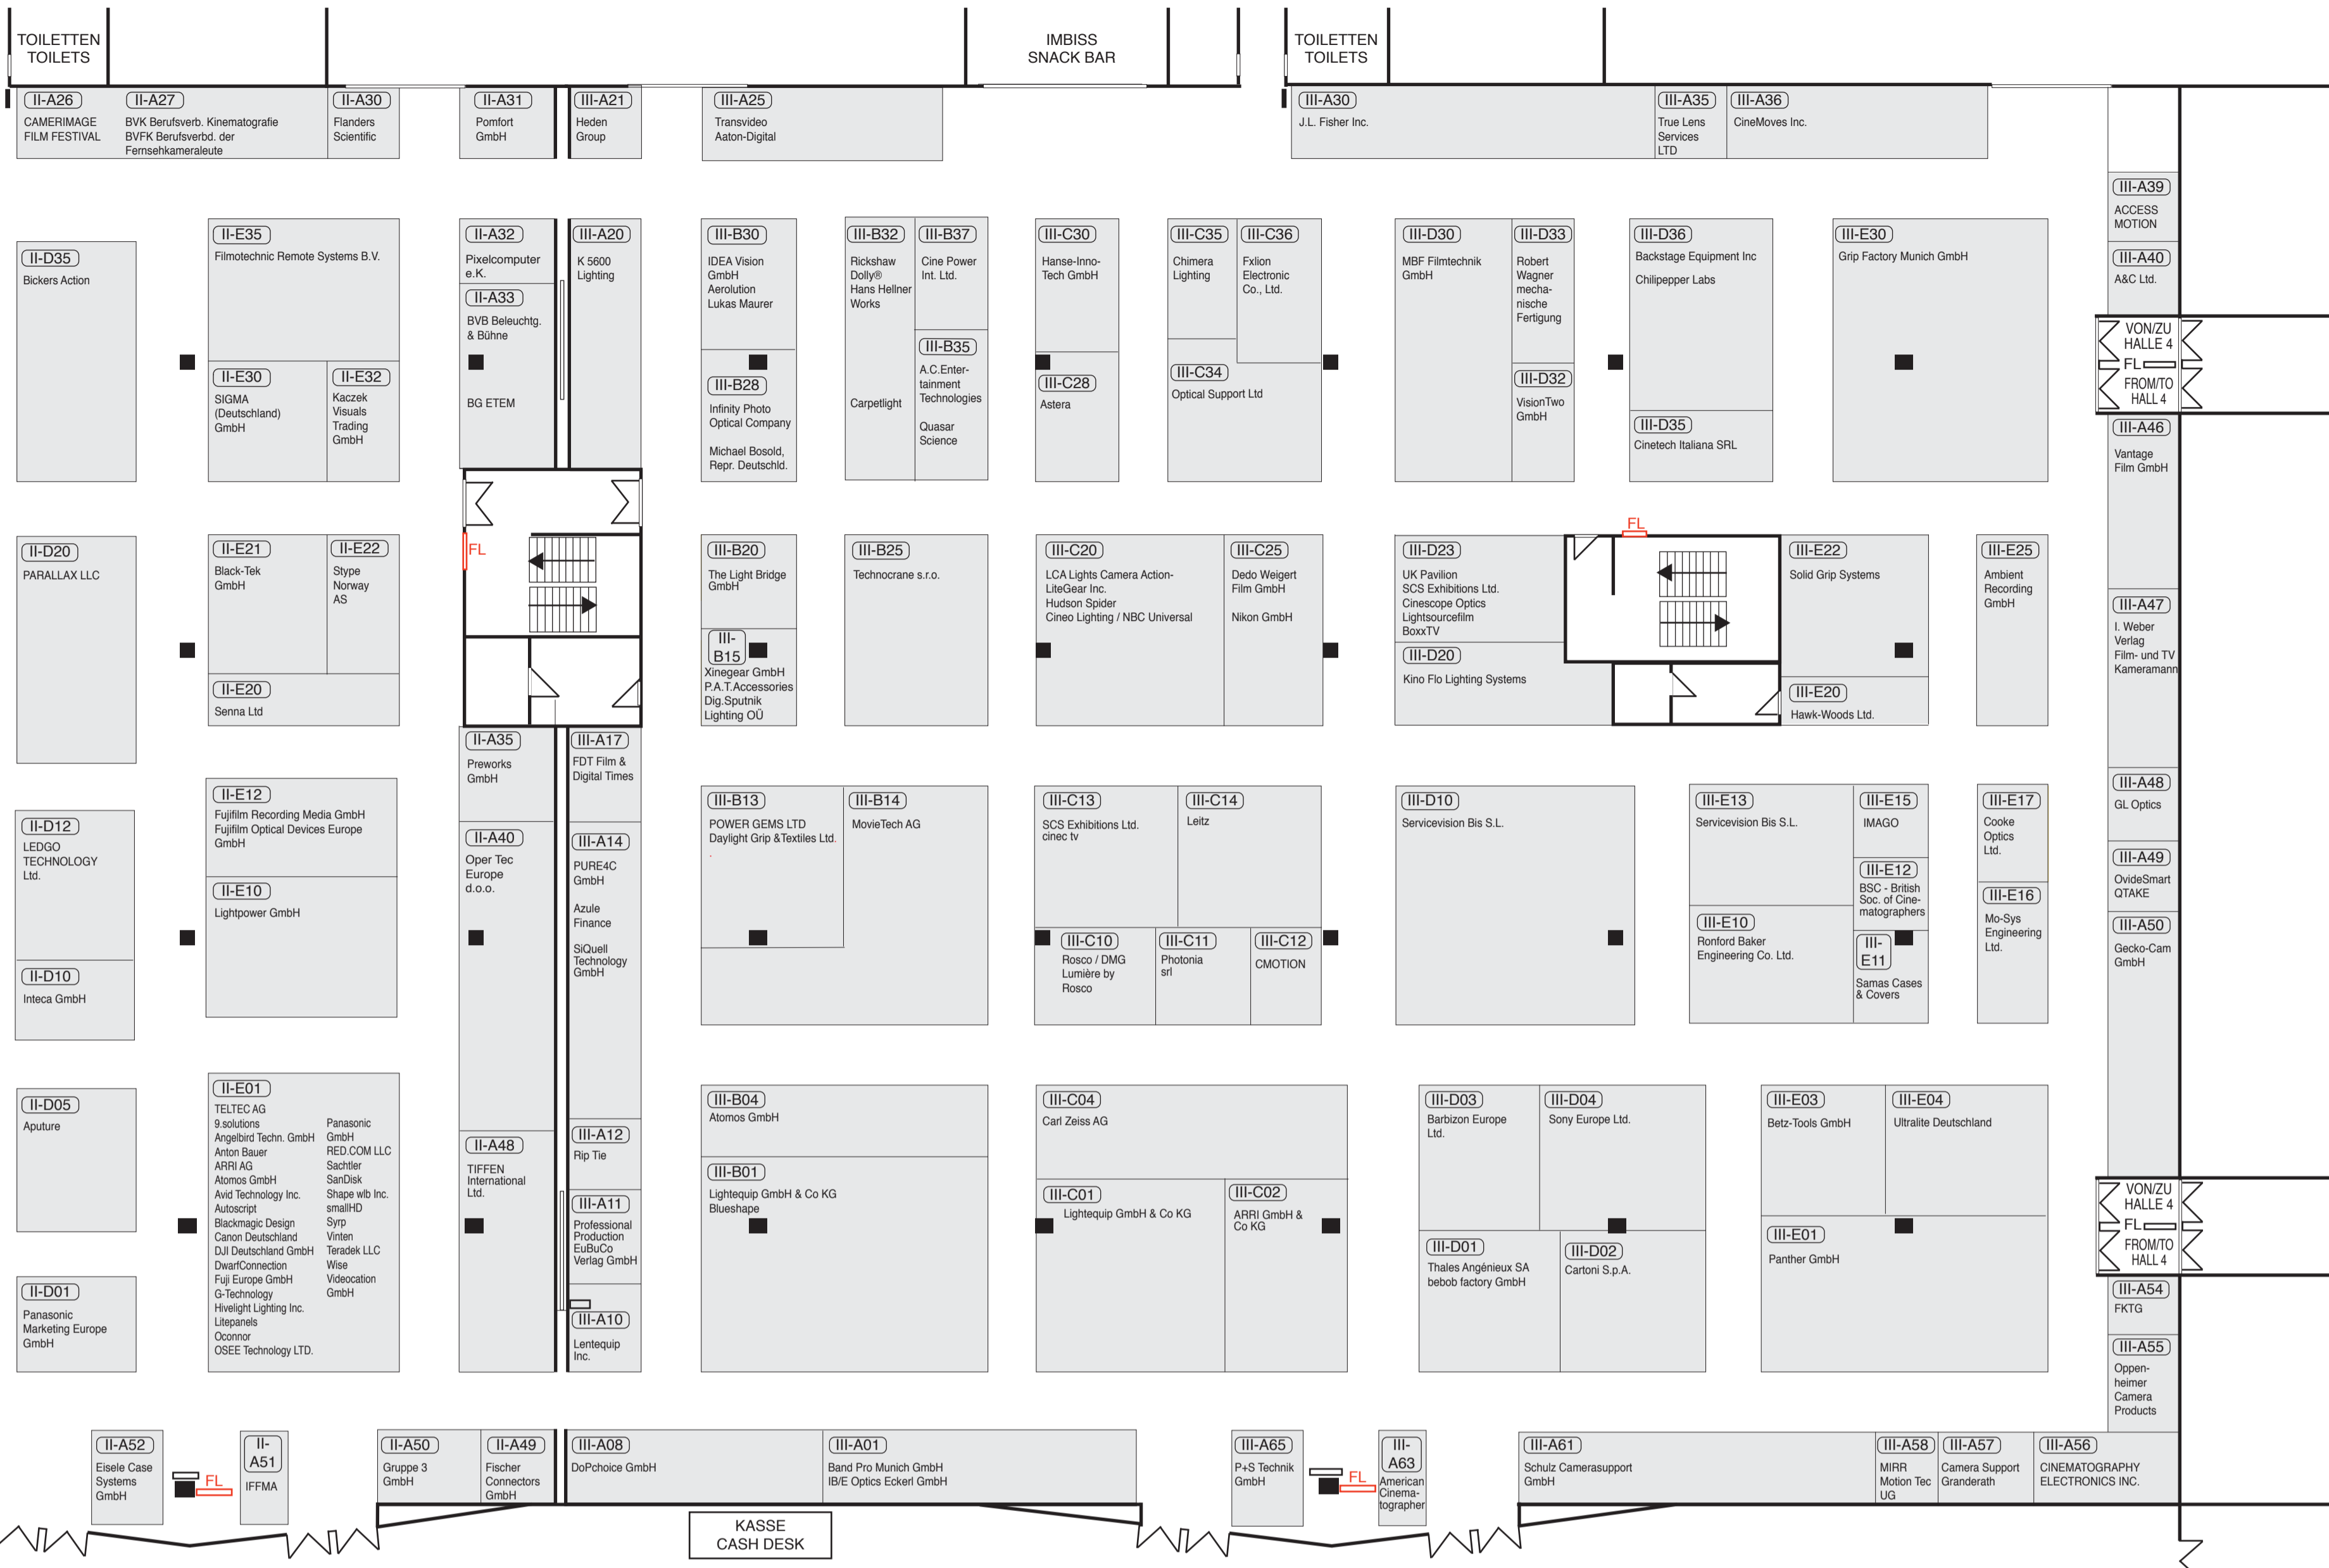 TOILETTEN
TOILETS
IMBISS
SNACK BAR
TOILETTEN
TOILETS
II-A26
CAMERIMAGE
FILM FESTIVAL
II-A27
BVK Berufsverb. Kinematografie
BVFK Berufsverbd. der
Fernsehkameraleute
II-A30
Flanders
Scientific
II-A31
Pomfort
GmbH
III-A21
Heden
Group
III-A25
Transvideo
Aaton-Digital
III-A30
J.L. Fisher Inc.
III-A35
True Lens
Services
LTD
III-A36
CineMoves Inc.
III-A39
ACCESS
MOTION
III-A40
A&C Ltd.
II-D35
Bickers Action
II-E35
Filmotechnic Remote Systems B.V.
II-E30
SIGMA
(Deutschland)
GmbH
II-E32
Kaczek
Visuals
Trading
GmbH
II-A32
Pixelcomputer
e.K.
II-A33
BVB Beleuchtg.
& Bühne
BG ETEM
III-A20
K 5600
Lighting
III-B30
IDEA Vision
GmbH
Aerolution
Lukas Maurer
III-B28
Infinity Photo
Optical Company
Michael Bosold,
Repr. Deutschld.
III-B32
Rickshaw
Dolly®
Hans Hellner
Works
Carpetlight
III-B37
Cine Power
Int. Ltd.
III-B35
A.C.Enter-
tainment
Technologies
Quasar
Science
III-C30
Hanse-Inno-
Tech GmbH
III-C28
Astera
III-C35
Chimera
Lighting
III-C36
Fxlion
Electronic
Co., Ltd.
III-C34
Optical Support Ltd
III-D30
MBF Filmtechnik
GmbH
III-D33
Robert
Wagner
mecha-
nische
Fertigung
III-D32
VisionTwo
GmbH
III-D36
Backstage Equipment Inc
Chilipepper Labs
III-D35
Cinetech Italiana SRL
III-E30
Grip Factory Munich GmbH
VON/ZU
HALLE 4
FL
FROM/TO
HALL 4
III-A46
Vantage
Film GmbH
II-D20
PARALLAX LLC
II-E21
Black-Tek
GmbH
II-E22
Stype
Norway
AS
II-E20
Senna Ltd
FL
III-B20
The Light Bridge
GmbH
III-
B15
Xinegear GmbH
P.A.T.Accessories
Dig.Sputnik
Lighting OÜ
III-B25
Technocrane s.r.o.
III-C20
LCA Lights Camera Action-
LiteGear Inc.
Hudson Spider
Cineo Lighting / NBC Universal
III-C25
Dedo Weigert
Film GmbH
Nikon GmbH
III-D23
UK Pavilion
SCS Exhibitions Ltd.
Cinescope Optics
Lightsourcefilm
BoxxTV
III-D20
Kino Flo Lighting Systems
FL
III-E22
Solid Grip Systems
III-E20
Hawk-Woods Ltd.
III-E25
Ambient
Recording
GmbH
III-A47
I. Weber
Verlag
Film- und TV
Kameramann
II-D12
LEDGO
TECHNOLOGY
Ltd.
II-D10
Inteca GmbH
II-E12
Fujifilm Recording Media GmbH
Fujifilm Optical Devices Europe
GmbH
II-E10
Lightpower GmbH
II-A35
Preworks
GmbH
II-A40
Oper Tec
Europe
d.o.o.
III-A17
FDT Film &
Digital Times
III-A14
PURE4C
GmbH
Azule
Finance
SiQuell
Technology
GmbH
III-B13
POWER GEMS LTD
Daylight Grip &Textiles Ltd.
III-B14
MovieTech AG
III-C13
SCS Exhibitions Ltd.
cinec tv
III-C14
Leitz
III-C10
Rosco / DMG
Lumière by
Rosco
III-C11
Photonia
srl
III-C12
CMOTION
III-D10
Servicevision Bis S.L.
III-E13
Servicevision Bis S.L.
III-E10
Ronford Baker
Engineering Co. Ltd.
III-E15
IMAGO
III-E12
BSC - British
Soc. of Cine-
matographers
III-
E11
Samas Cases
& Covers
III-E17
Cooke
Optics
Ltd.
III-E16
Mo-Sys
Engineering
Ltd.
III-A48
GL Optics
III-A49
OvideSmart
QTAKE
III-A50
Gecko-Cam
GmbH
II-D05
Aputure
II-D01
Panasonic
Marketing Europe
GmbH
II-E01
TELTEC AG
9.solutions
Angelbird Techn. GmbH
Anton Bauer
ARRI AG
Atomos GmbH
Avid Technology Inc.
Autoscript
Blackmagic Design
Canon Deutschland
DJI Deutschland GmbH
DwarfConnection
Fuji Europe GmbH
G-Technology
Hivelight Lighting Inc.
Litepanels
Oconnor
OSEE Technology LTD.
Panasonic
GmbH
RED.COM LLC
Sachtler
SanDisk
Shape wlb Inc.
smallHD
Syrp
Vinten
Teradek LLC
Wise
Videocation
GmbH
II-A48
TIFFEN
International
Ltd.
III-A12
Rip Tie
III-A11
Professional
Production
EuBuCo
Verlag GmbH
III-A10
Lentequip
Inc.
III-B04
Atomos GmbH
III-B01
Lightequip GmbH & Co KG
Blueshape
III-C04
Carl Zeiss AG
III-C01
Lightequip GmbH & Co KG
III-C02
ARRI GmbH &
Co KG
III-D03
Barbizon Europe
Ltd.
III-D04
Sony Europe Ltd.
III-D01
Thales Angénieux SA
bebob factory GmbH
III-D02
Cartoni S.p.A.
III-E03
Betz-Tools GmbH
III-E04
Ultralite Deutschland
III-E01
Panther GmbH
VON/ZU
HALLE 4
FL
FROM/TO
HALL 4
III-A54
FKTG
III-A55
Oppen-
heimer
Camera
Products
II-A52
Eisele Case
Systems
GmbH
FL
II-
A51
IFFMA
II-A50
Gruppe 3
GmbH
II-A49
Fischer
Connectors
GmbH
III-A08
DoPchoice GmbH
III-A01
Band Pro Munich GmbH
IB/E Optics Eckerl GmbH
III-A65
P+S Technik
GmbH
FL
III-
A63
American
Cinema-
tographer
III-A61
Schulz Camerasupport
GmbH
III-A58
MIRR
Motion Tec
UG
III-A57
Camera Support
Granderath
III-A56
CINEMATOGRAPHY
ELECTRONICS INC.
KASSE
CASH DESK